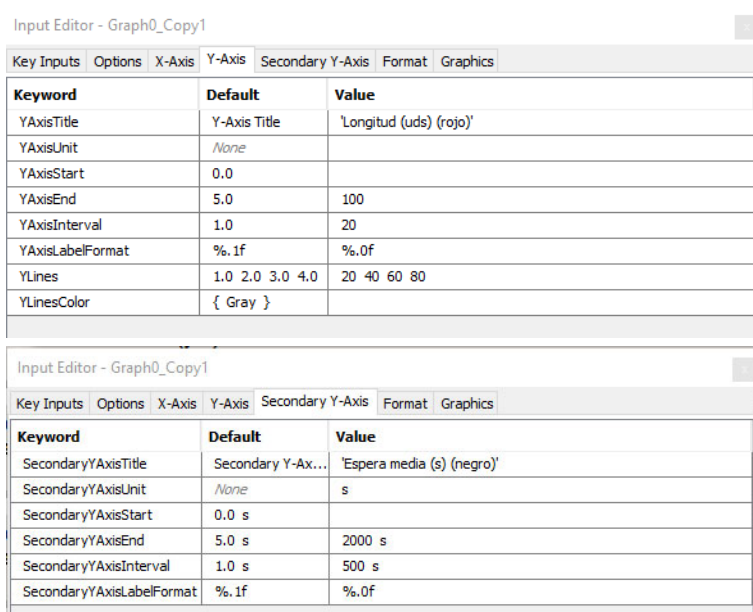 Input Editor - Graph0_Copy1
x
Key Inputs Options X-Axis Y-Axis Secondary Y-Axis Format Graphics
Keyword Default Value
YAxisTitle Y-Axis Title 'Longitud (uds) (rojo)'
YAxisUnit None
YAxisStart 0.0
YAxisEnd 5.0 100
YAxisInterval 1.0 20
YAxisLabelFormat %.1f %.0f
YLines 1.0 2.0 3.0 4.0 20 40 60 80
YLinesColor { Gray }
Input Editor - Graph0_Copy1
x
Key Inputs Options X-Axis Y-Axis Secondary Y-Axis Format Graphics
Keyword Default Value
SecondaryYAxisTitle Secondary Y-Ax... 'Espera media (s) (negro)'
SecondaryYAxisUnit None s
SecondaryYAxisStart 0.0 s
SecondaryYAxisEnd 5.0 s 2000 s
SecondaryYAxisInterval 1.0 s 500 s
SecondaryYAxisLabelFormat %.1f %.0f